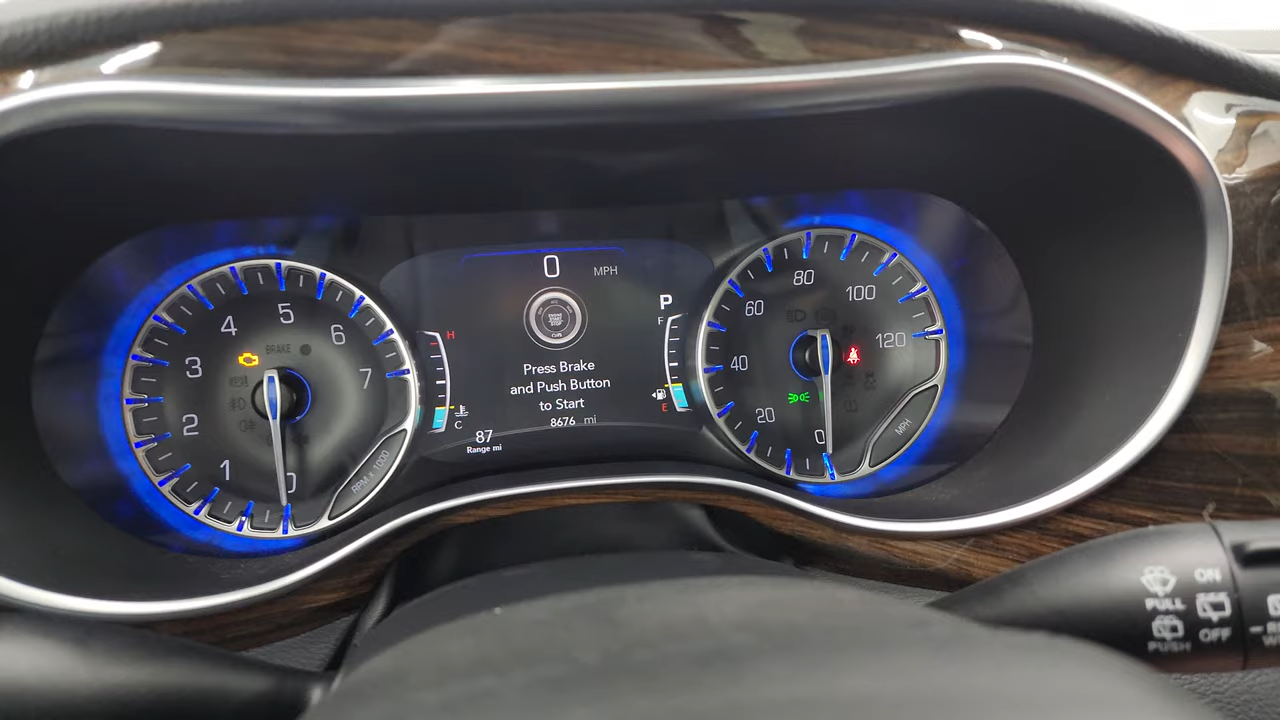 1
2
3
4
5
6
7
0
RPM x 1000
BRAKE
H
C
87
Range mi
0 MPH
ENGINE
START
STOP
Press Brake
and Push Button
to Start
8676 mi
P
F
E
0
20
40
60
80
100
120
MPH
PULL
PUSH
ON
OFF